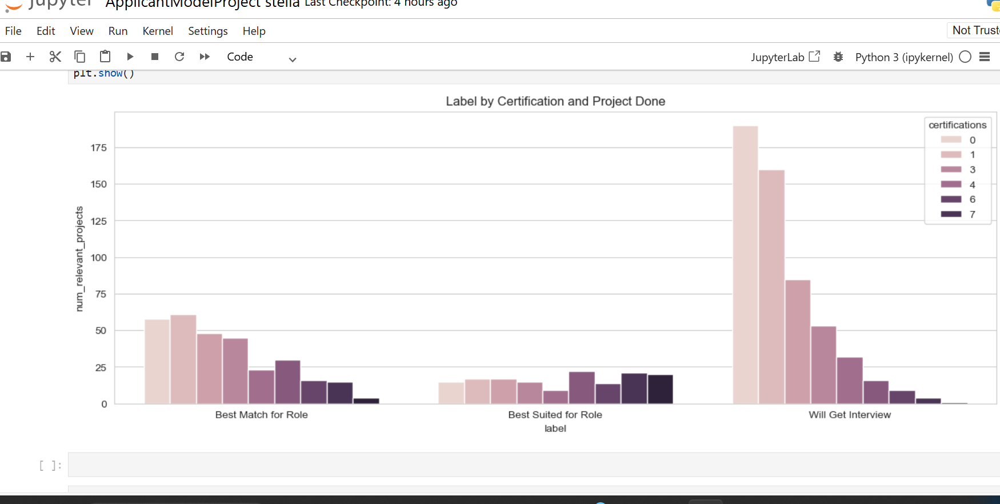 Jupyter ApplicantModelProject stella Last Checkpoint: 4 hours ago
File Edit View Run Kernel Settings Help Not Trust
Code JupyterLab Python 3 (ipykernel)
plt.show()
Label by Certification and Project Done
certifications
0
1
3
4
6
7
175
150
125
100
75
50
25
0
num_relevant_projects
Best Match for Role Best Suited for Role Will Get Interview
label
[ ]: